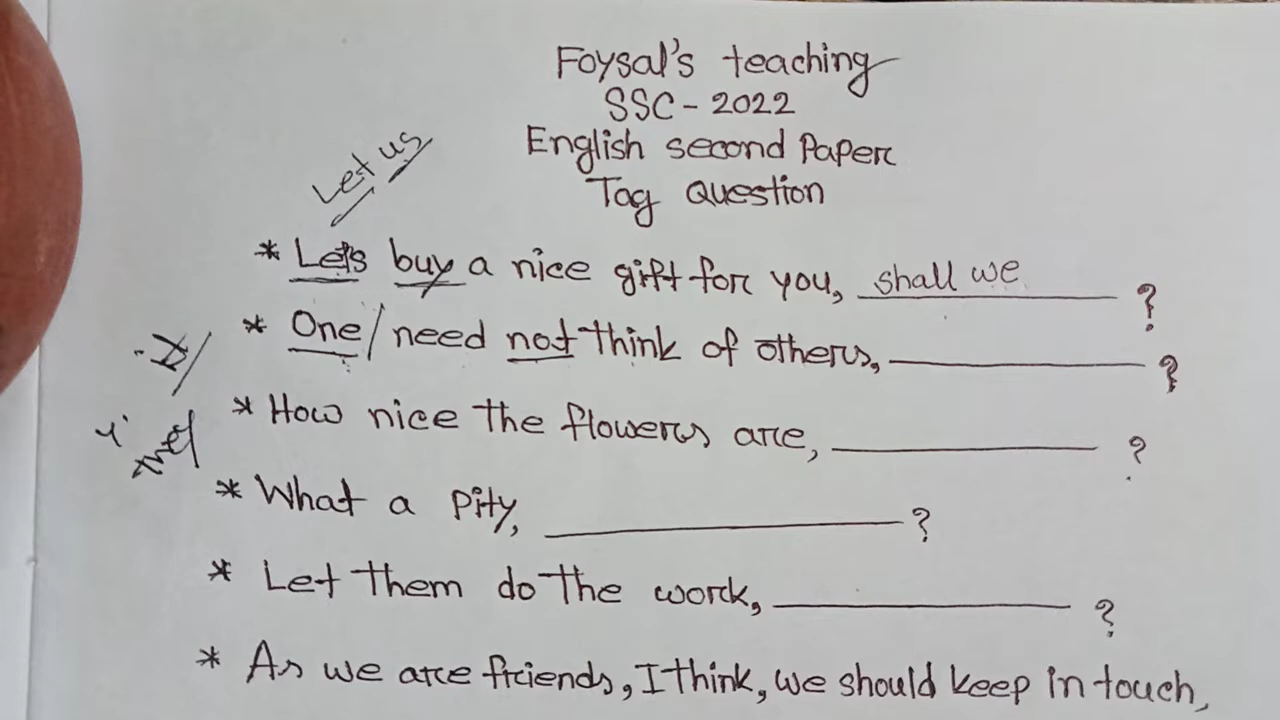 Foysal's teaching
SSC - 2022
English second Paper
Tag Question
Let us
* Let's buy a nice gift for you, shall we ?
* One/ need not think of others, ?
* How nice the flowers are, ?
* What a pity, ?
* Let them do the work, ?
* As we are friends, I think, we should keep in touch,